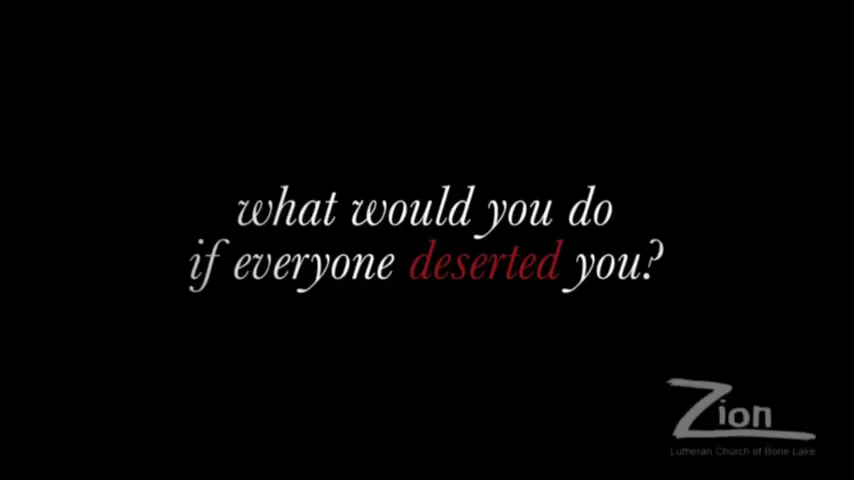 what would you do
if everyone deserted you?
Zion
Lutheran Church of Bone Lake